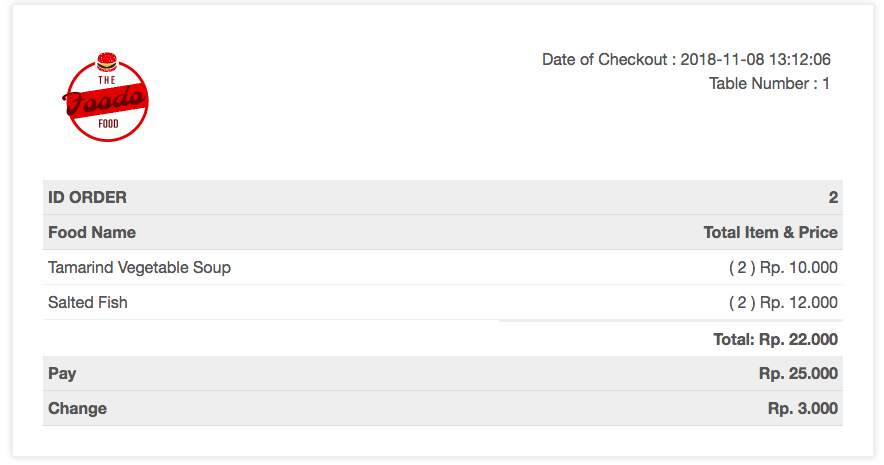 THE
Foodo
FOOD
Date of Checkout : 2018-11-08 13:12:06
Table Number : 1
ID ORDER 2
Food Name Total Item & Price
Tamarind Vegetable Soup ( 2 ) Rp. 10.000
Salted Fish ( 2 ) Rp. 12.000
Total: Rp. 22.000
Pay Rp. 25.000
Change Rp. 3.000